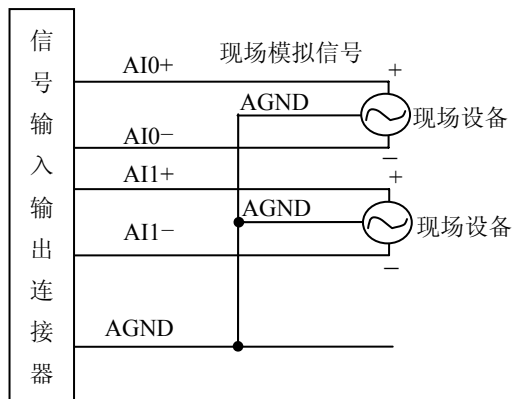 信号输入输出连接器
AI0+
现场模拟信号
+
AGND
现场设备
AI0−
−
AI1+
+
AGND
现场设备
AI1−
−
AGND